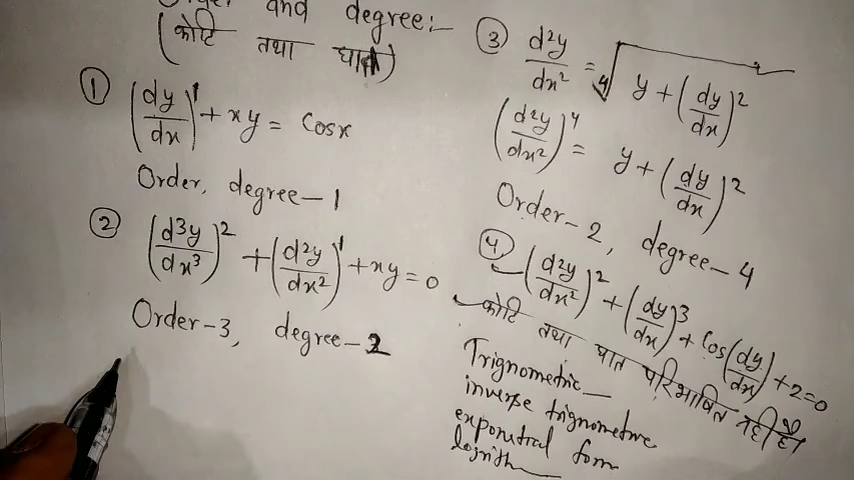 and degree:-
(कोटि तथा घात)
① (dy/dx)¹ + xy = Cosx
Order, degree-1
② (d³y/dx³)² + (d²y/dx²)¹ + xy = 0
Order-3, degree-2
③ d²y/dx² = ⁴√(y + (dy/dx)²)
(d²y/dx²)⁴ = y + (dy/dx)²
Order-2, degree-4
④ (d²y/dx²)² + (dy/dx)³ + Cos(dy/dx) + 2 = 0
कोटि तथा घात परिभाषित नहीं है।
Trignometric
inverse trignometric
exponential form